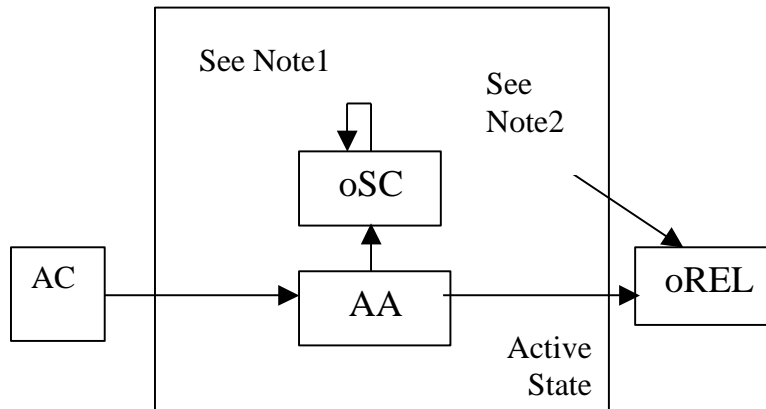 See Note1
See
Note2
oSC
AC
AA
oREL
Active
State